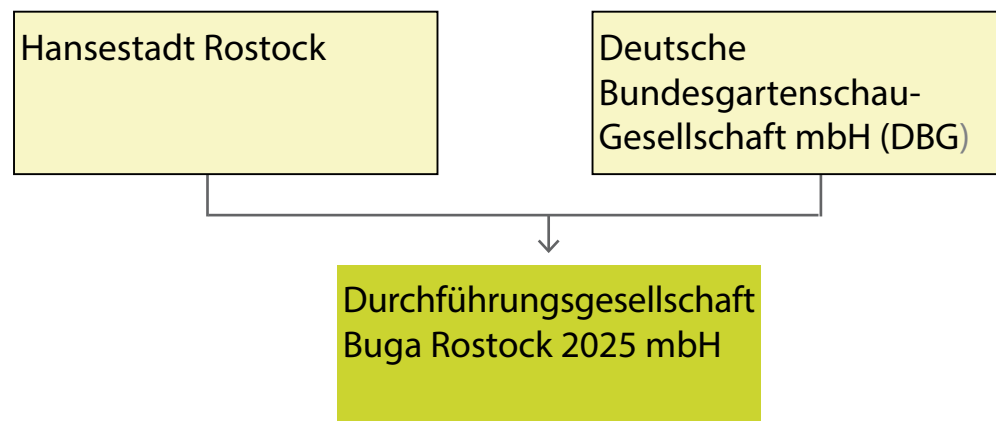 Hansestadt Rostock
Deutsche
Bundesgartenschau-
Gesellschaft mbH (DBG)
Durchführungsgesellschaft
Buga Rostock 2025 mbH